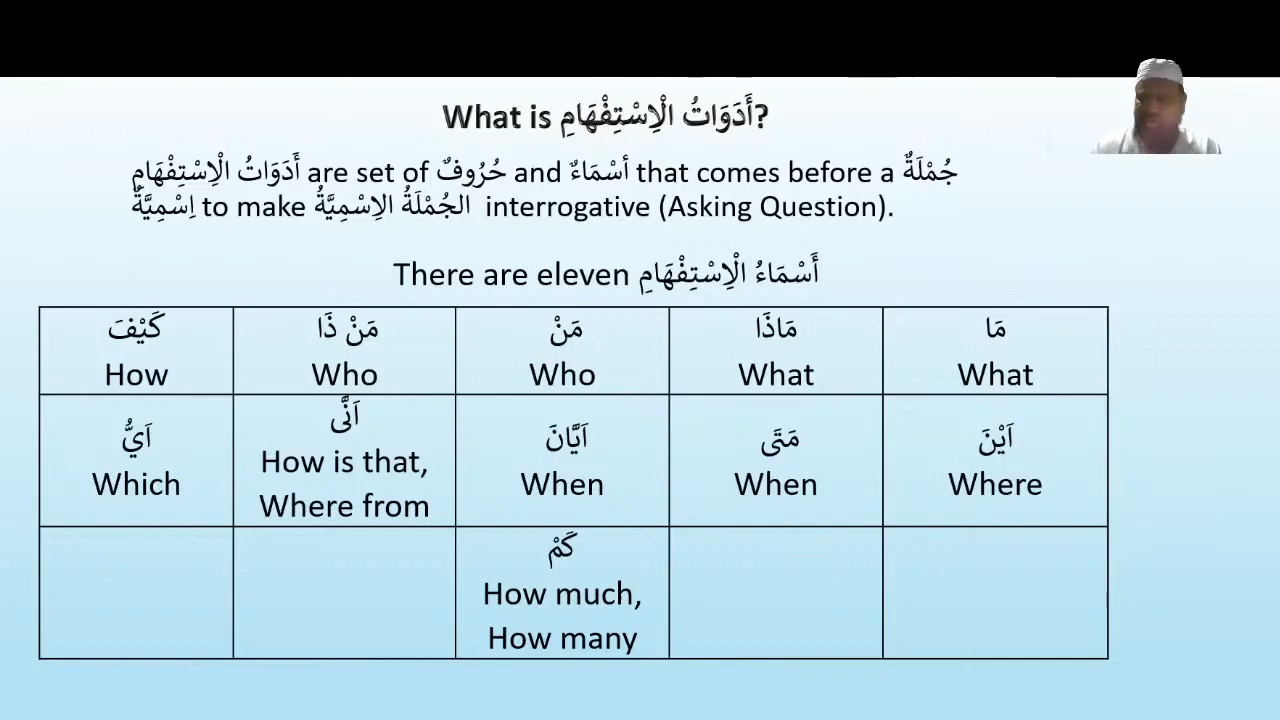 What is أَدَوَاتُ الْاِسْتِفْهَامِ?
أَدَوَاتُ الْاِسْتِفْهَامِ are set of حُرُوفٌ and أسْمَاءٌ that comes before a جُمْلَةٌ
اِسْمِيَّةٌ to make الجُمْلَةُ الاِسْمِيَّةُ interrogative (Asking Question).
There are eleven أَسْمَاءُ الْاِسْتِفْهَامِ
مَا
What
مَاذَا
What
مَنْ
Who
مَنْ ذَا
Who
كَيْفَ
How
اَيْنَ
Where
مَتَى
When
اَيَّانَ
When
اَنَّى
How is that,
Where from
اَيُّ
Which
كَمْ
How much,
How many